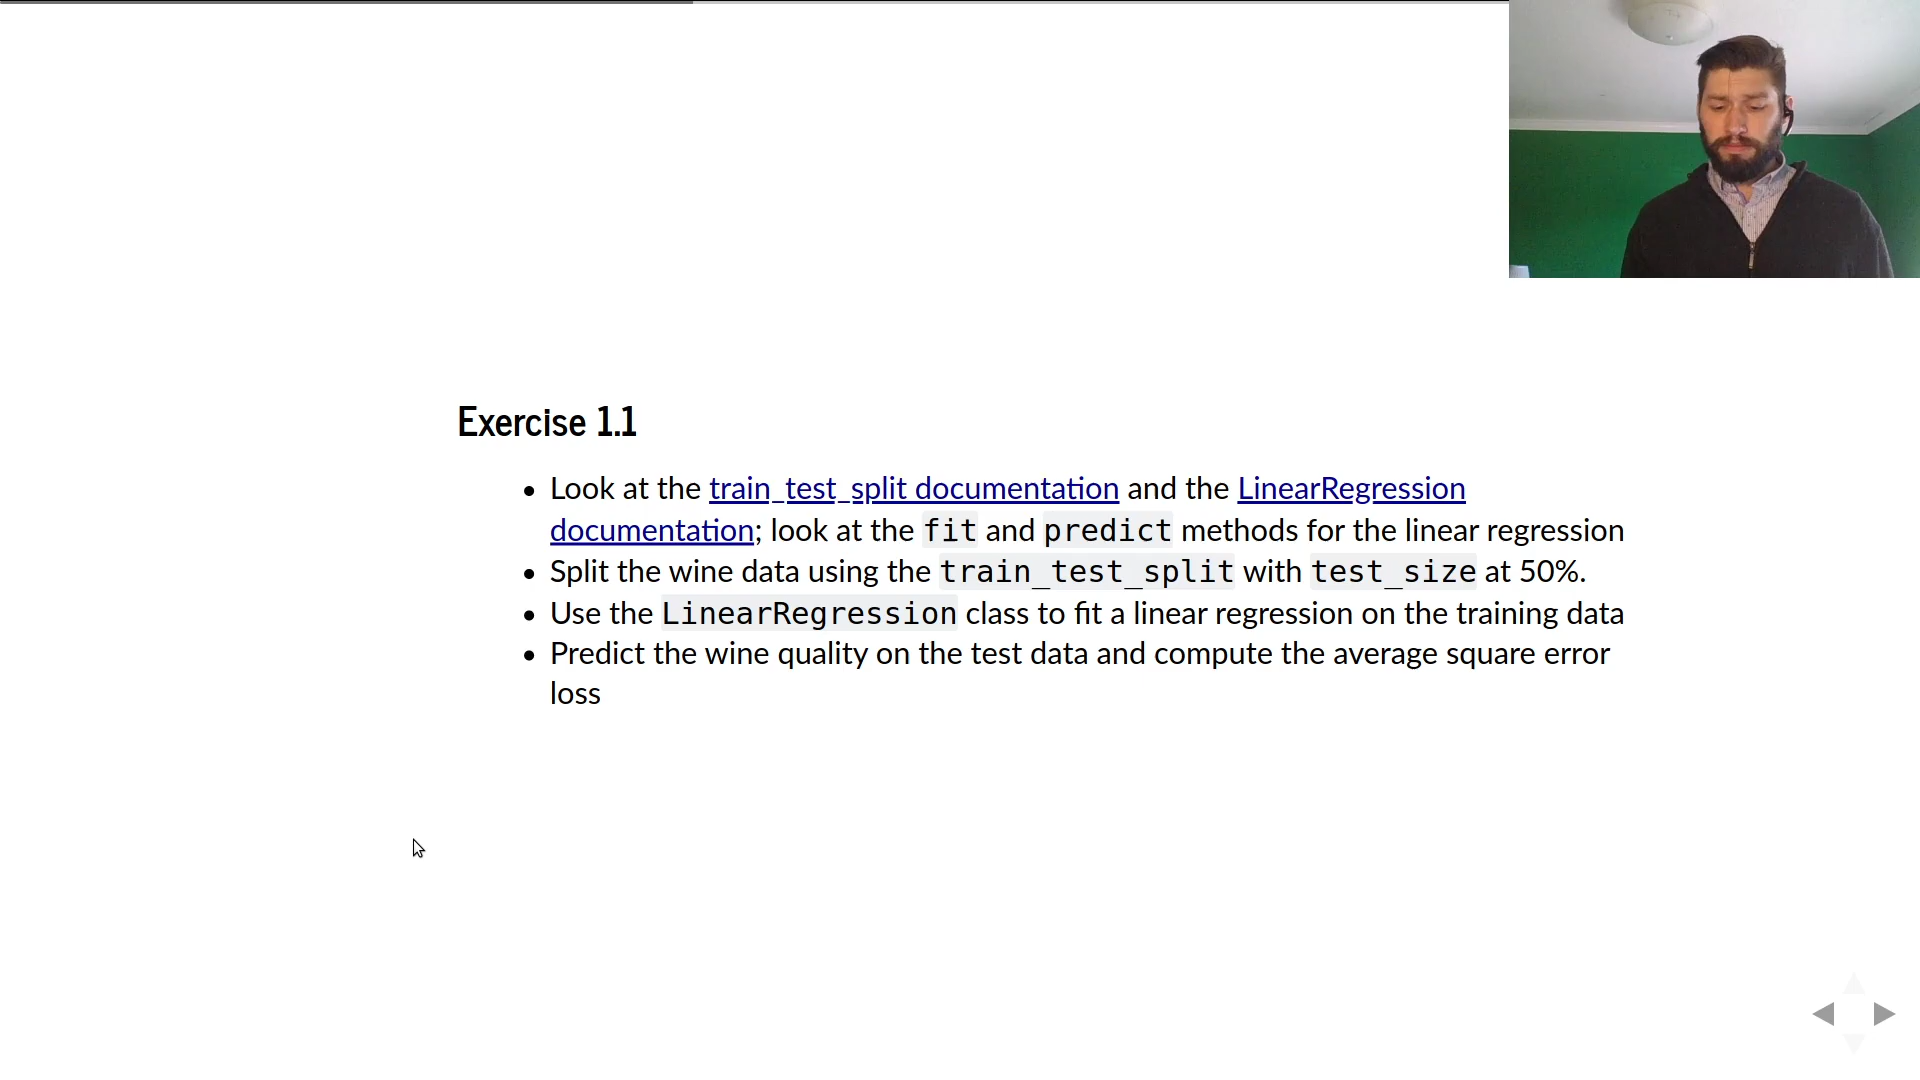 Exercise 1.1
• Look at the train_test_split documentation and the LinearRegression
documentation; look at the fit and predict methods for the linear regression
• Split the wine data using the train_test_split with test_size at 50%.
• Use the LinearRegression class to fit a linear regression on the training data
• Predict the wine quality on the test data and compute the average square error
loss